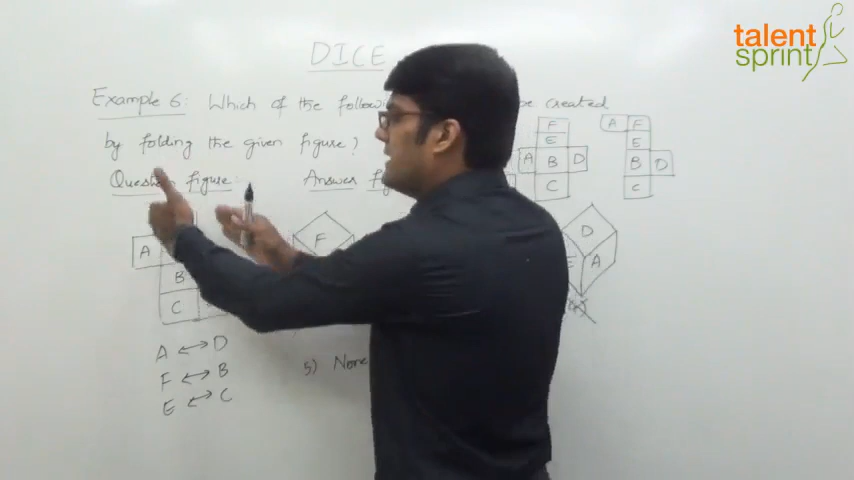 talent
sprint
DICE
Example 6: Which of the be created
by folding the given figure?
Question figure: Answer
F
E
A B D
C
A F
E
B D
C
A
B
C
F
D
E A
A ↔ D
F ↔ B
E ↔ C
5) None